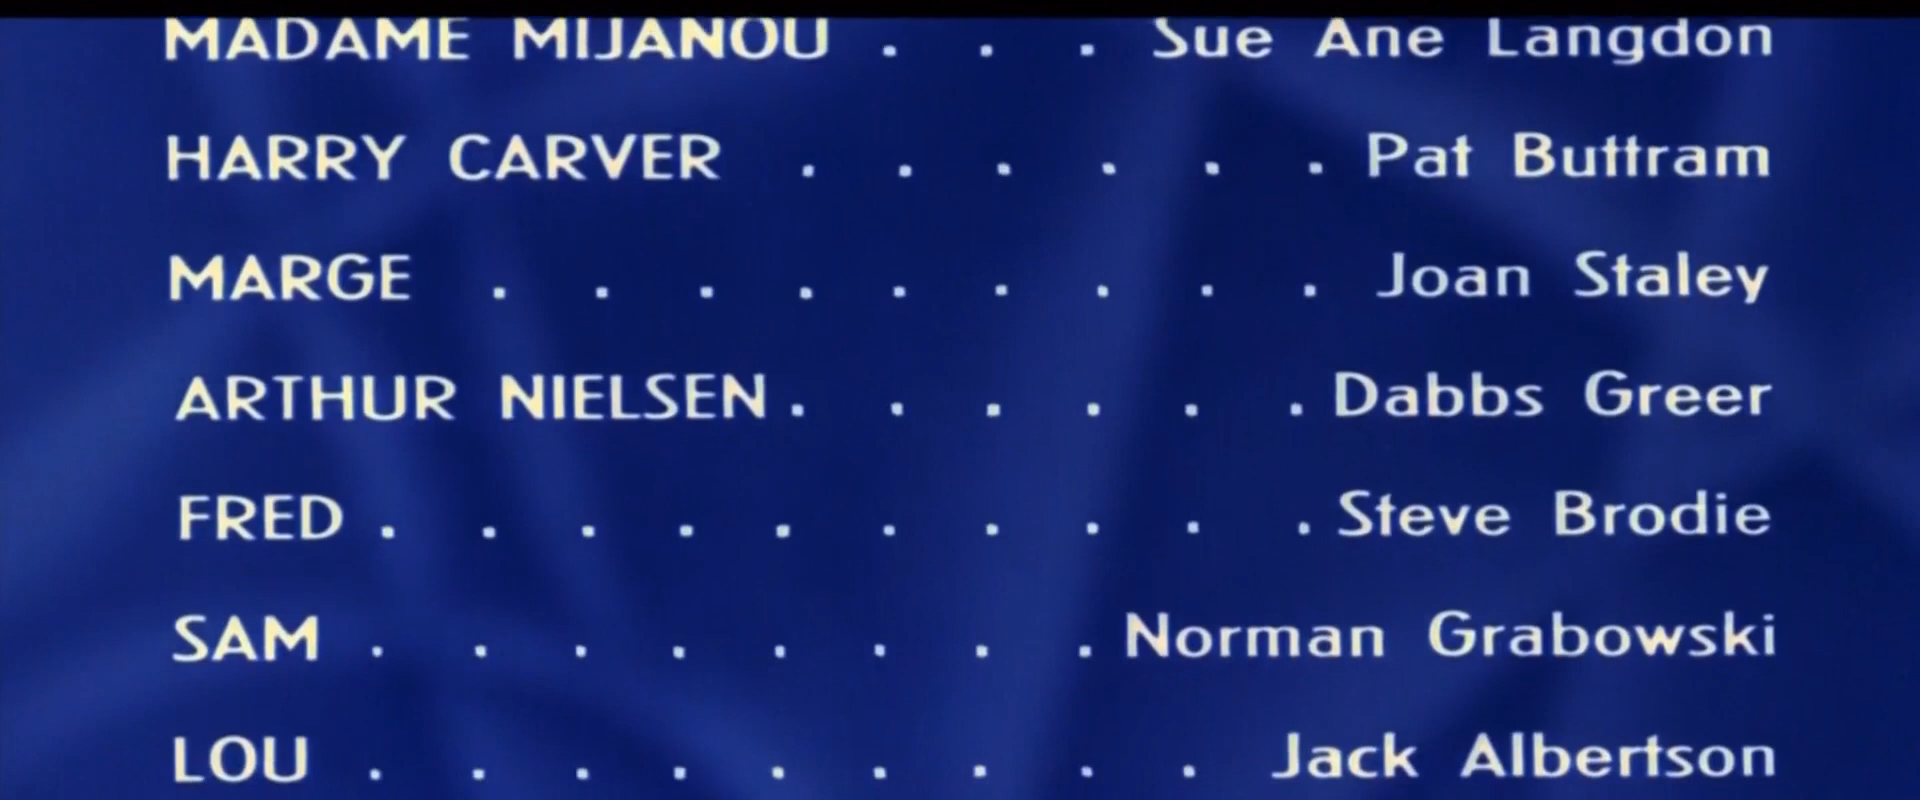 MADAME MIJANOU . . . Sue Ane Langdon
HARRY CARVER . . . . . . Pat Buttram
MARGE . . . . . . . . . Joan Staley
ARTHUR NIELSEN . . . . . . Dabbs Greer
FRED . . . . . . . . . . Steve Brodie
SAM . . . . . . . . Norman Grabowski
LOU . . . . . . . . . Jack Albertson